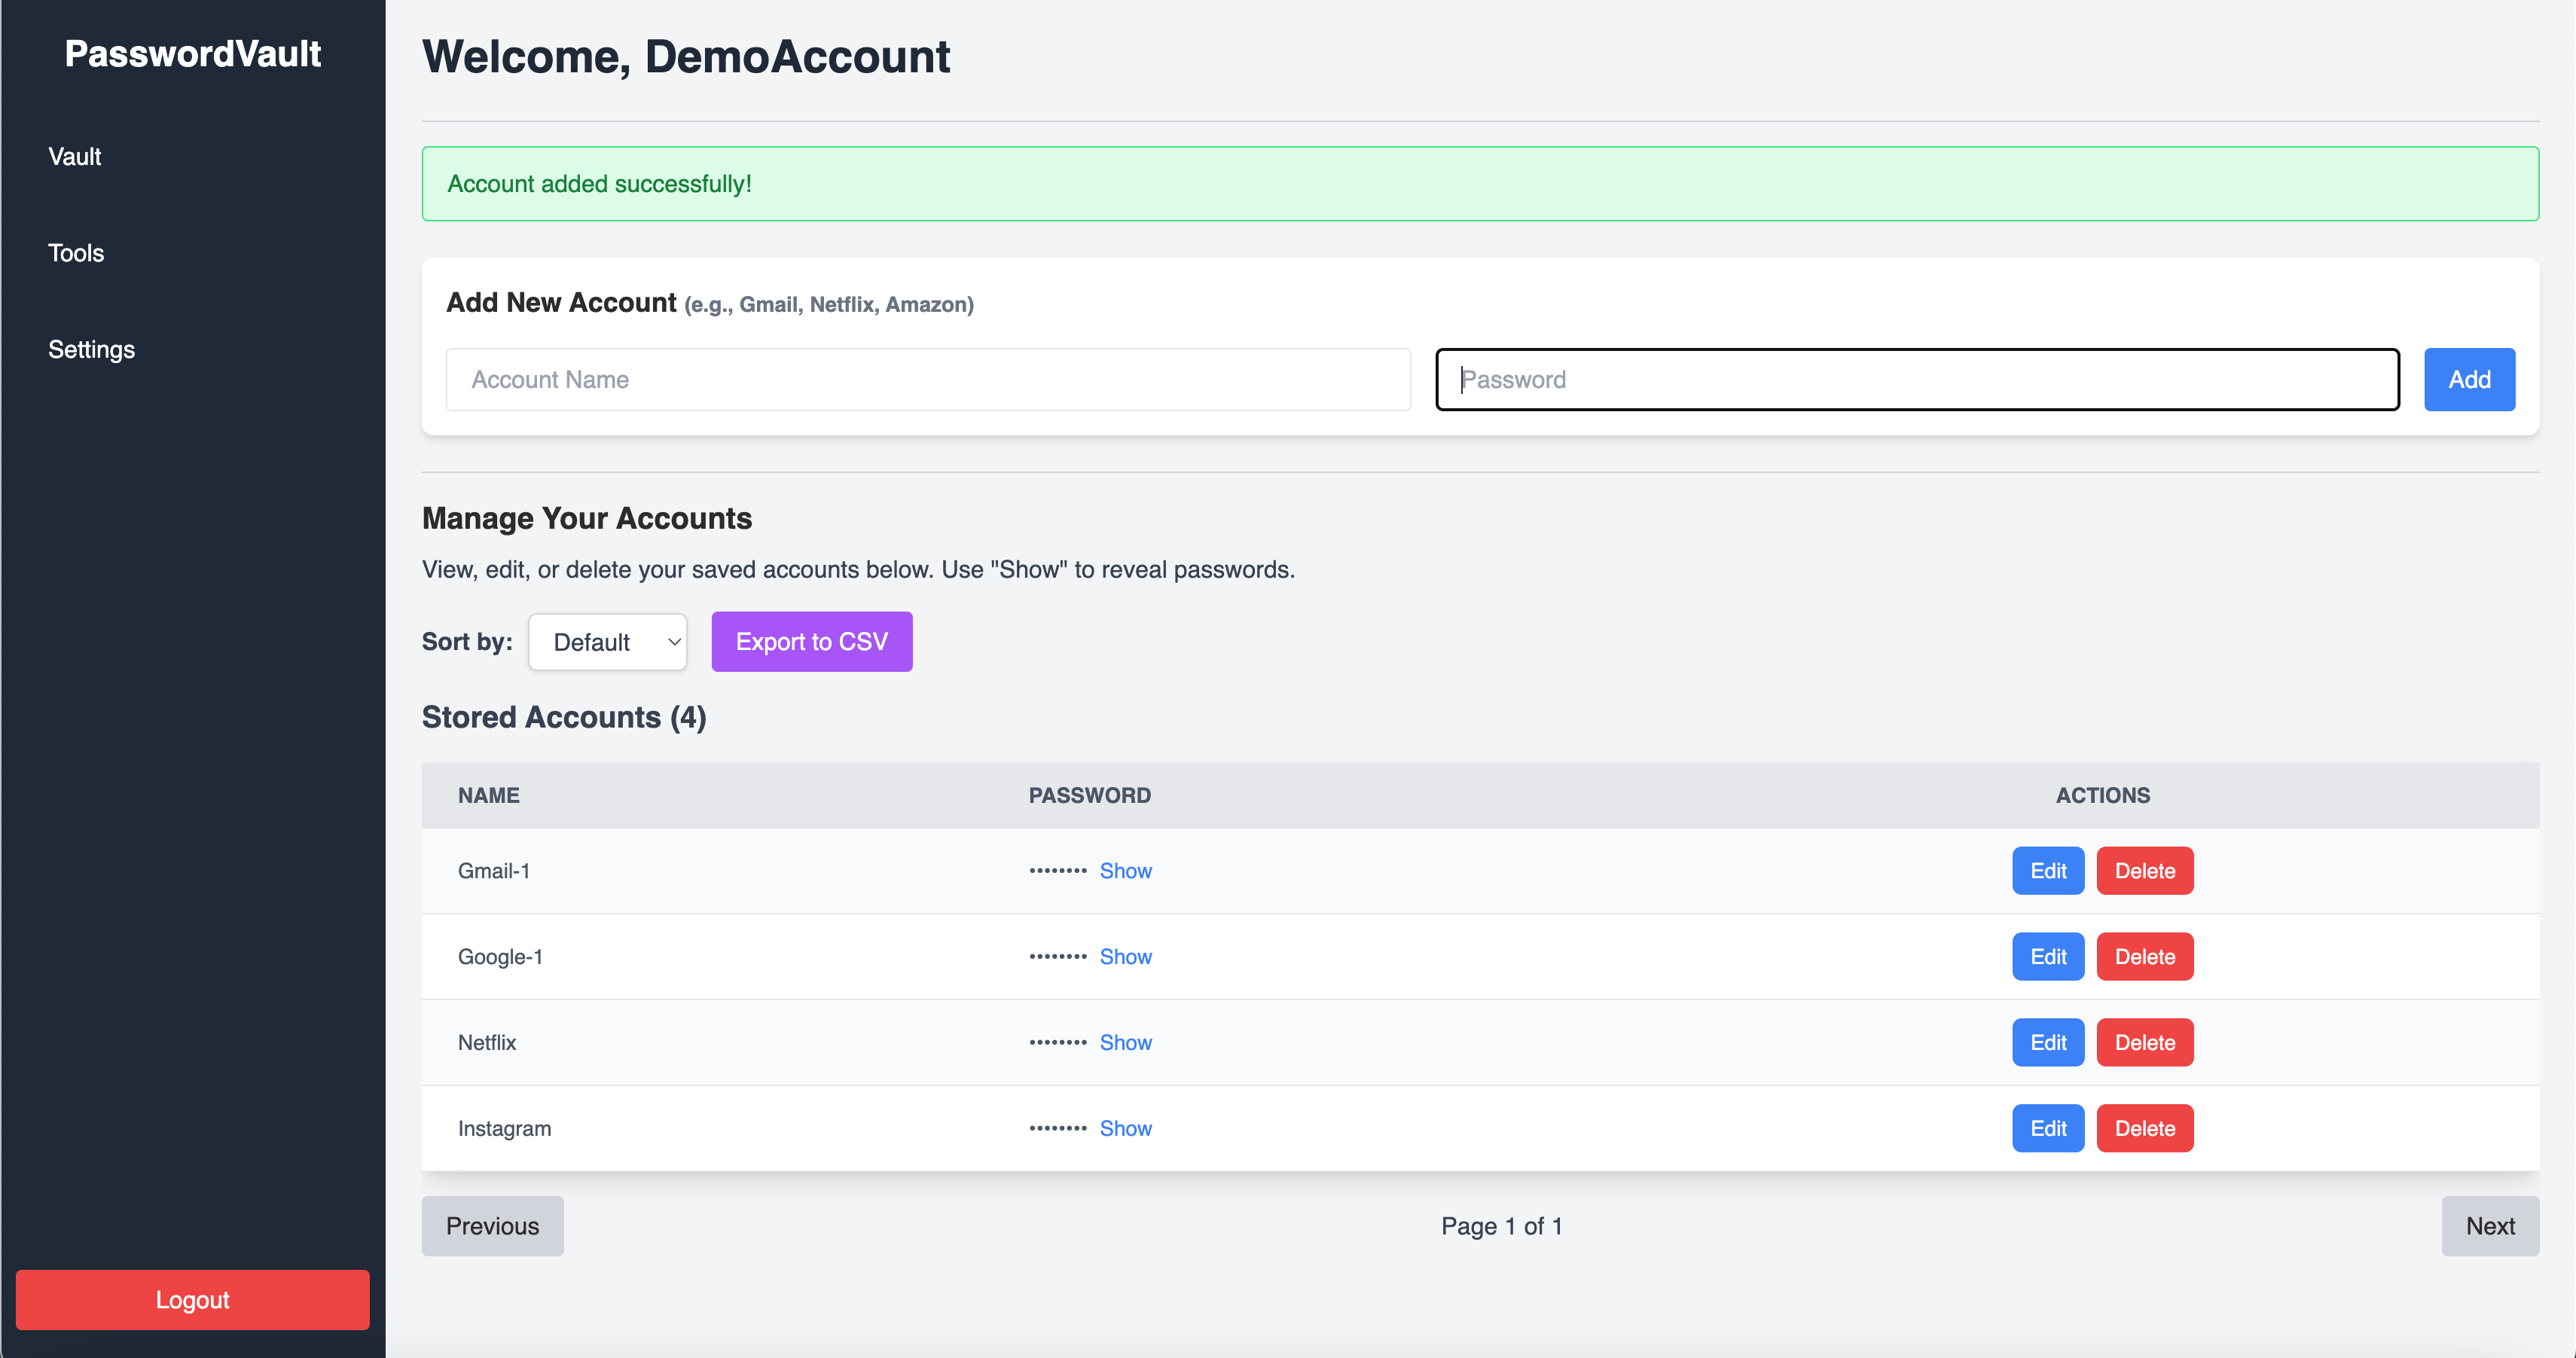 PasswordVault
Vault
Tools
Settings
Logout
Welcome, DemoAccount
Account added successfully!
Add New Account (e.g., Gmail, Netflix, Amazon)
Account Name Password Add
Manage Your Accounts
View, edit, or delete your saved accounts below. Use "Show" to reveal passwords.
Sort by: Default Export to CSV
Stored Accounts (4)
NAME PASSWORD ACTIONS
Gmail-1 •••••••• Show Edit Delete
Google-1 •••••••• Show Edit Delete
Netflix •••••••• Show Edit Delete
Instagram •••••••• Show Edit Delete
Previous Page 1 of 1 Next